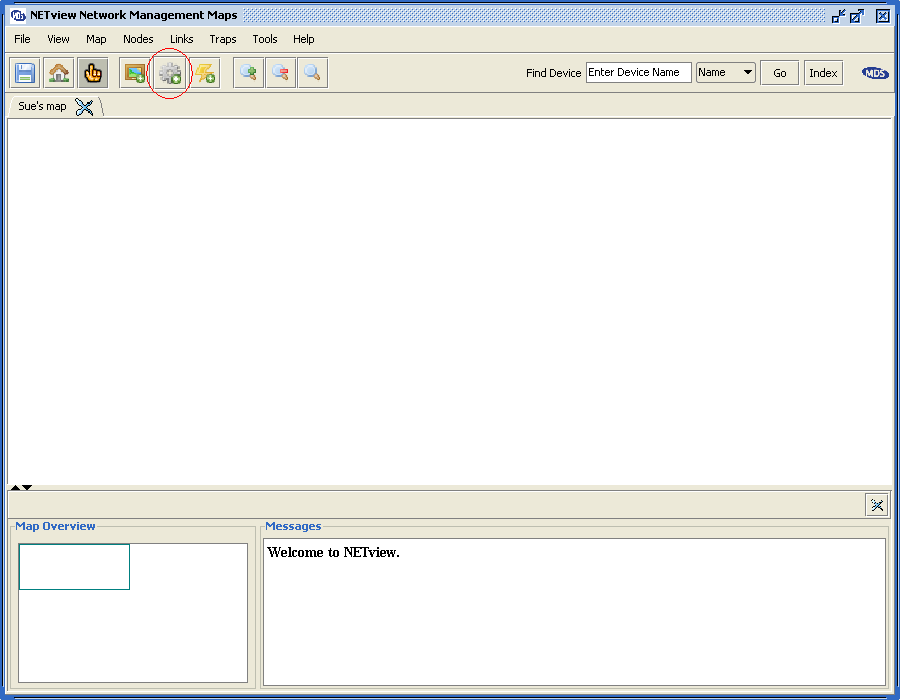 NETview Network Management Maps
File View Map Nodes Links Traps Tools Help
Find Device Enter Device Name Name Go Index MDS
Sue's map
Map Overview Messages
Welcome to NETview.